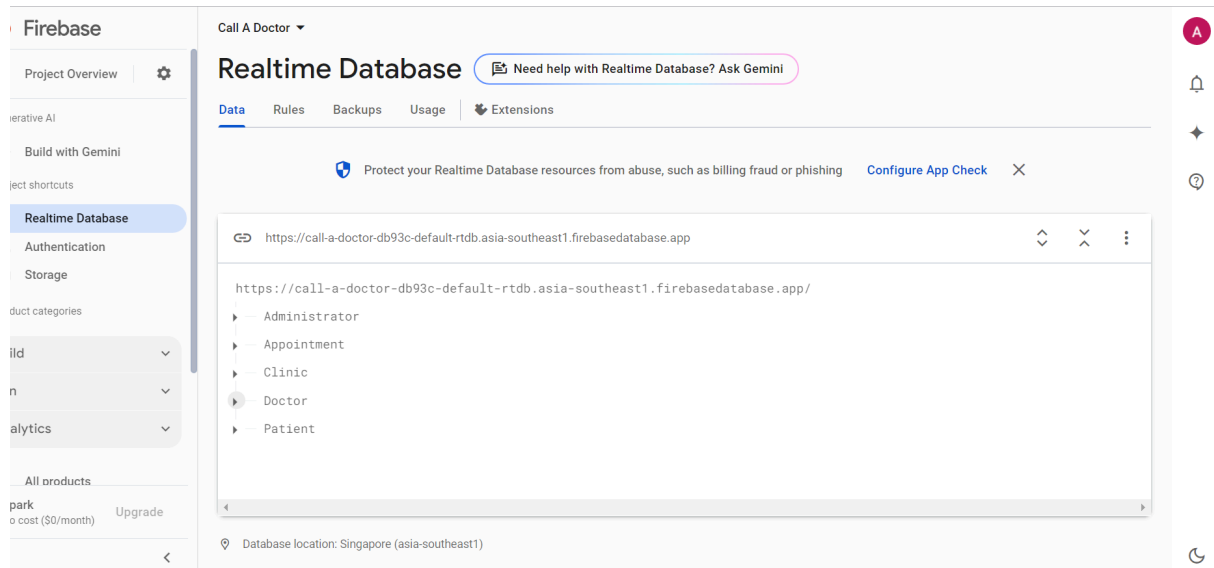 Firebase
Project Overview
nerative AI
Build with Gemini
ject shortcuts
Realtime Database
Authentication
Storage
duct categories
ild
n
alytics
All products
park
o cost ($0/month)
Upgrade
Call A Doctor
Realtime Database
Need help with Realtime Database? Ask Gemini
Data Rules Backups Usage Extensions
Protect your Realtime Database resources from abuse, such as billing fraud or phishing Configure App Check
https://call-a-doctor-db93c-default-rtdb.asia-southeast1.firebasedatabase.app
https://call-a-doctor-db93c-default-rtdb.asia-southeast1.firebasedatabase.app/
Administrator
Appointment
Clinic
Doctor
Patient
Database location: Singapore (asia-southeast1)
A